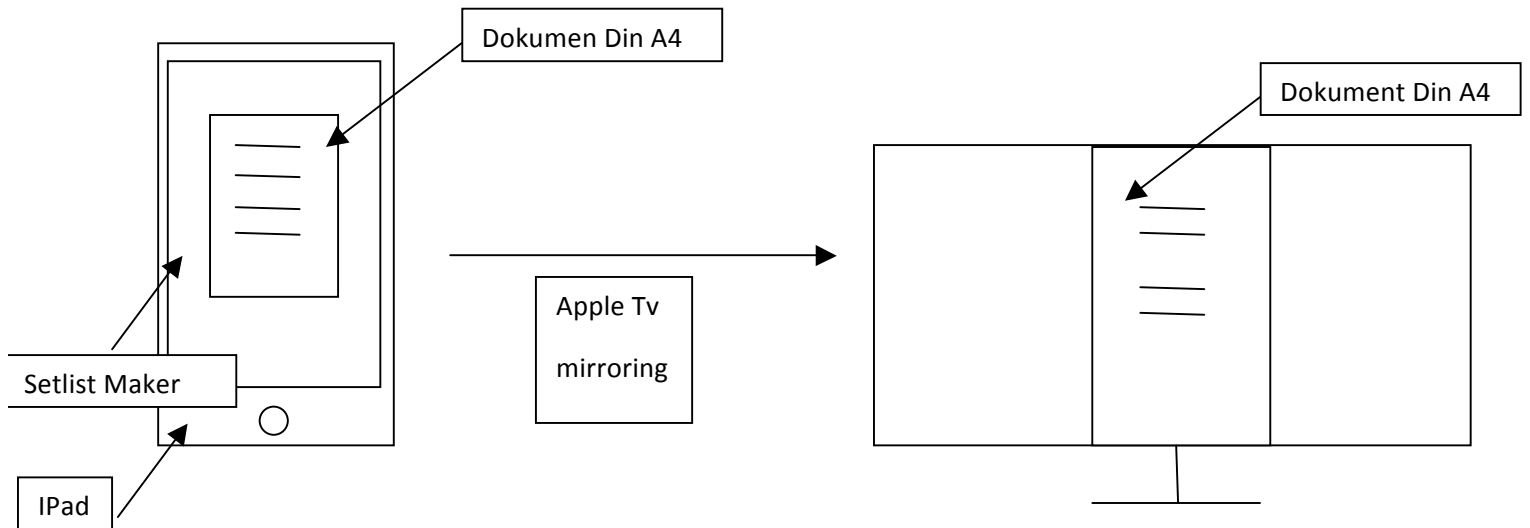 Dokumen Din A4
Dokument Din A4
Apple Tv
mirroring
Setlist Maker
IPad